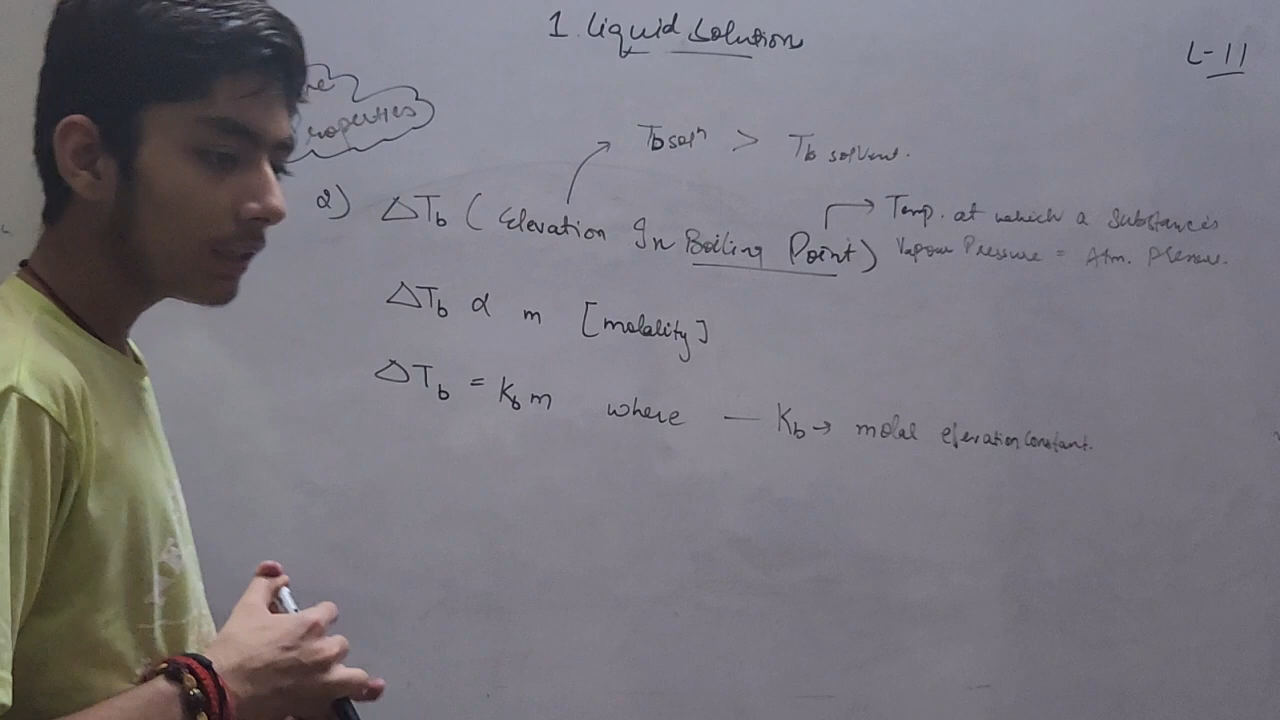 1. Liquid Solution
L-11
roperties
Tb solⁿ > Tb solvent.
2) ΔTb ( Elevation In Boiling Point)
Temp. at which a Substance's
Vapour Pressure = Atm.
ΔTb α m [molality]
ΔTb = Kb m where — Kb → molal elevation Constant.